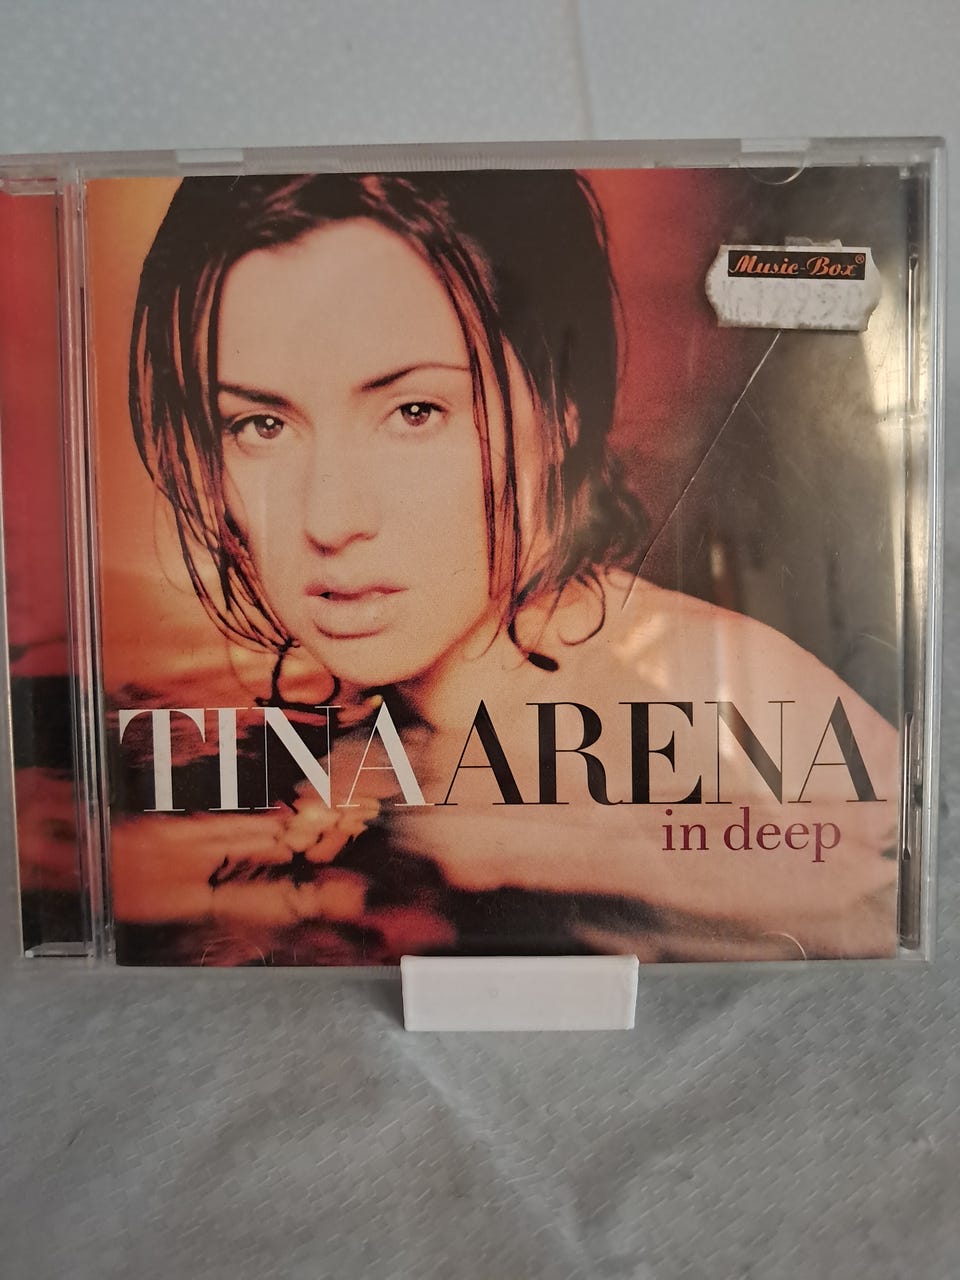 Music-Box®
TINA ARENA
in deep